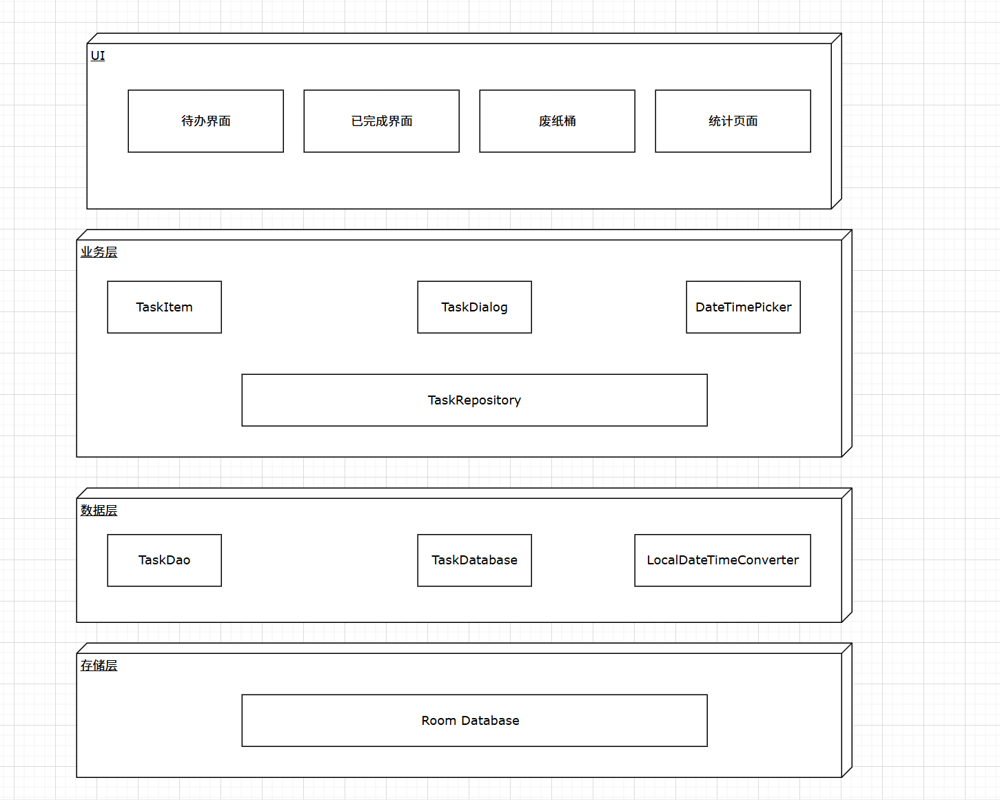 UI
待办界面
已完成界面
废纸桶
统计页面
业务层
TaskItem
TaskDialog
DateTimePicker
TaskRepository
数据层
TaskDao
TaskDatabase
LocalDateTimeConverter
存储层
Room Database